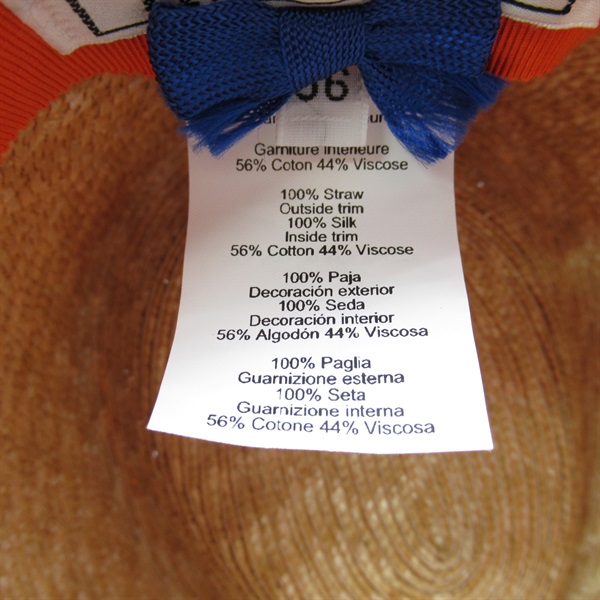 Garniture intérieure
56% Coton 44% Viscose
100% Straw
Outside trim
100% Silk
Inside trim
56% Cotton 44% Viscose
100% Paja
Decoración exterior
100% Seda
Decoración interior
56% Algodón 44% Viscosa
100% Paglia
Guarnizione esterna
100% Seta
Guarnizione interna
56% Cotone 44% Viscosa